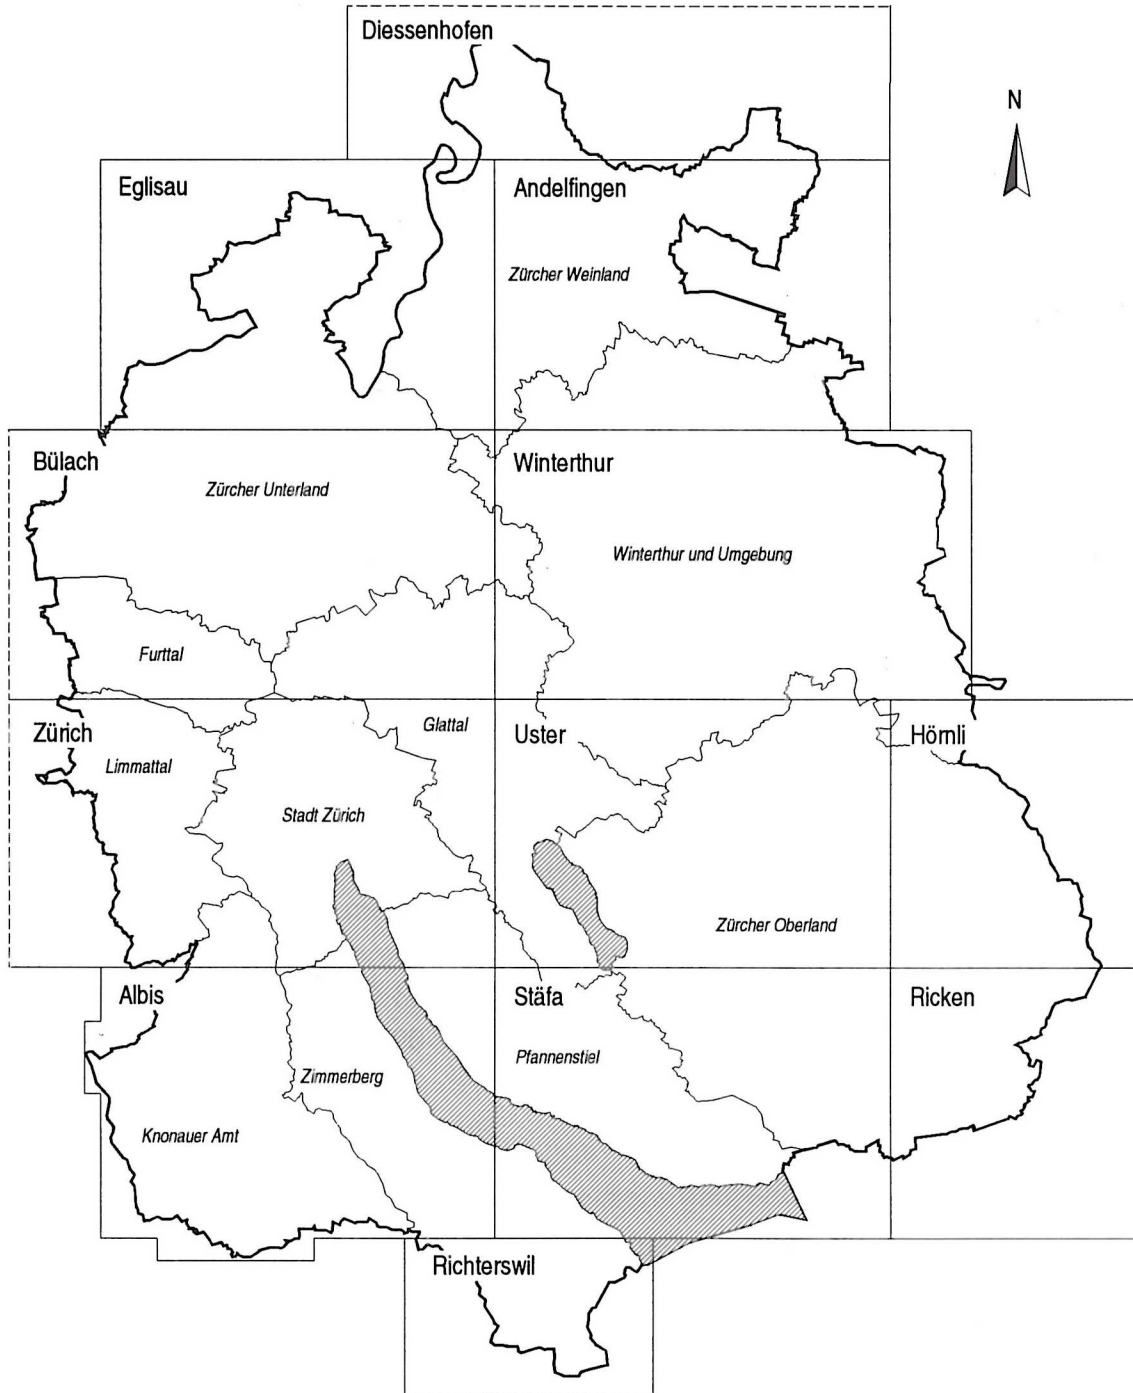 Diessenhofen
N
Eglisau
Andelfingen
Zürcher Weinland
Bülach
Winterthur
Zürcher Unterland
Winterthur und Umgebung
Furttal
Zürich
Glattal
Uster
Hörnli
Limmattal
Stadt Zürich
Zürcher Oberland
Albis
Stäfa
Ricken
Pfannenstiel
Zimmerberg
Knonauer Amt
Richterswil